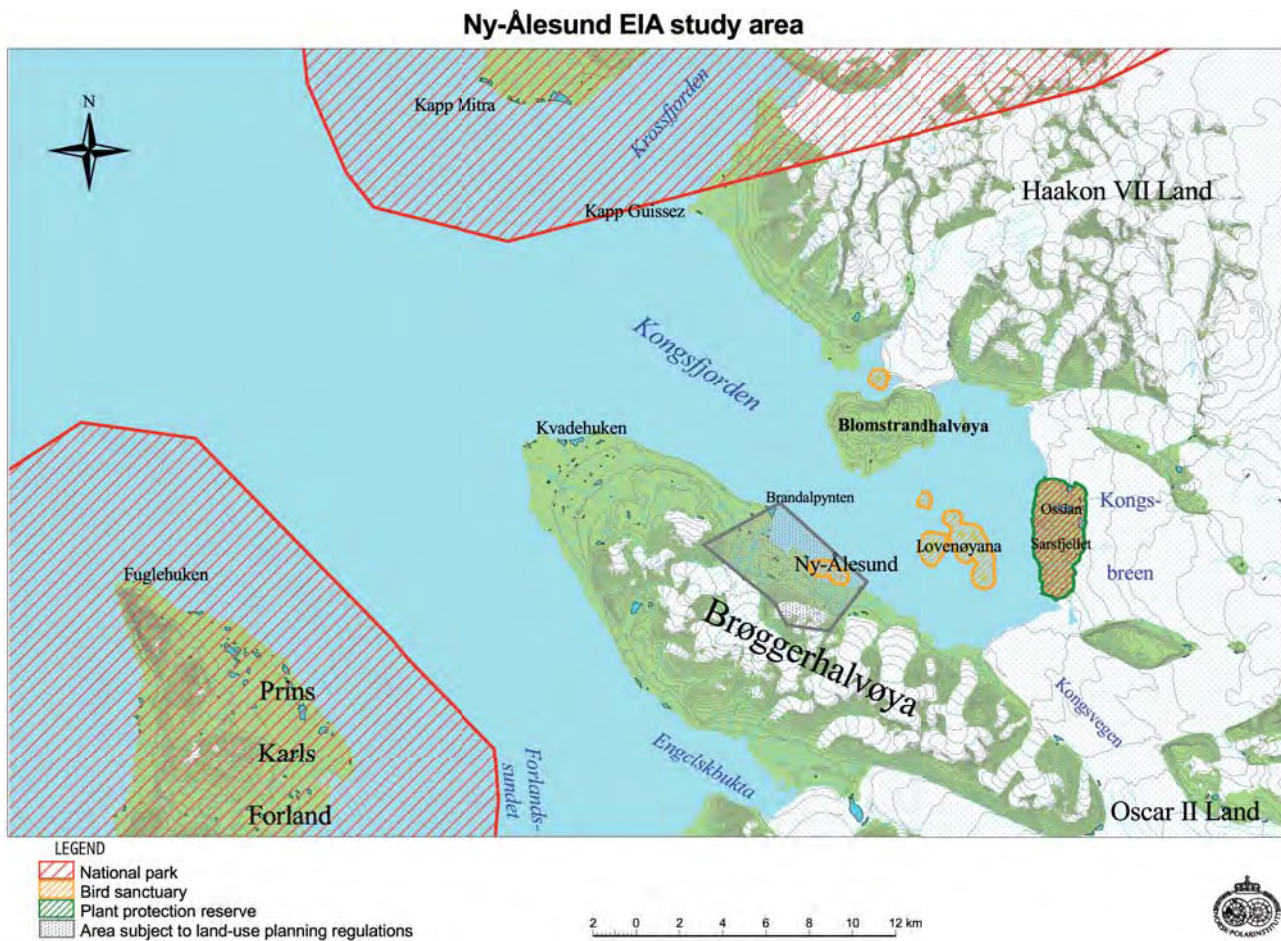 Ny-Ålesund EIA study area
N
Kapp Mitra
Krossfjorden
Haakon VII Land
Kapp Guissez
Kongsfjorden
Blomstrandhalvøya
Kvadehuken
Brandalpynten
Ossian
Sarsfjellet
Kongs-
breen
Lovenøyana
Ny-Ålesund
Fuglehuken
Brøggerhalvøya
Prins
Karls
Forland
Kongsvegen
Engelskbukta
Forlands-
sundet
Oscar II Land
LEGEND
National park
Bird sanctuary
Plant protection reserve
Area subject to land-use planning regulations
2 0 2 4 6 8 10 12 km
NORSK POLARINSTITUTT